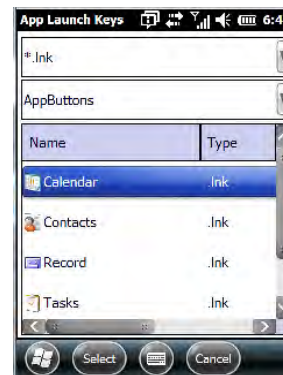 App Launch Keys 6:4
*.lnk
AppButtons
Name Type
Calendar .lnk
Contacts .lnk
Record .lnk
Tasks .lnk
Select Cancel